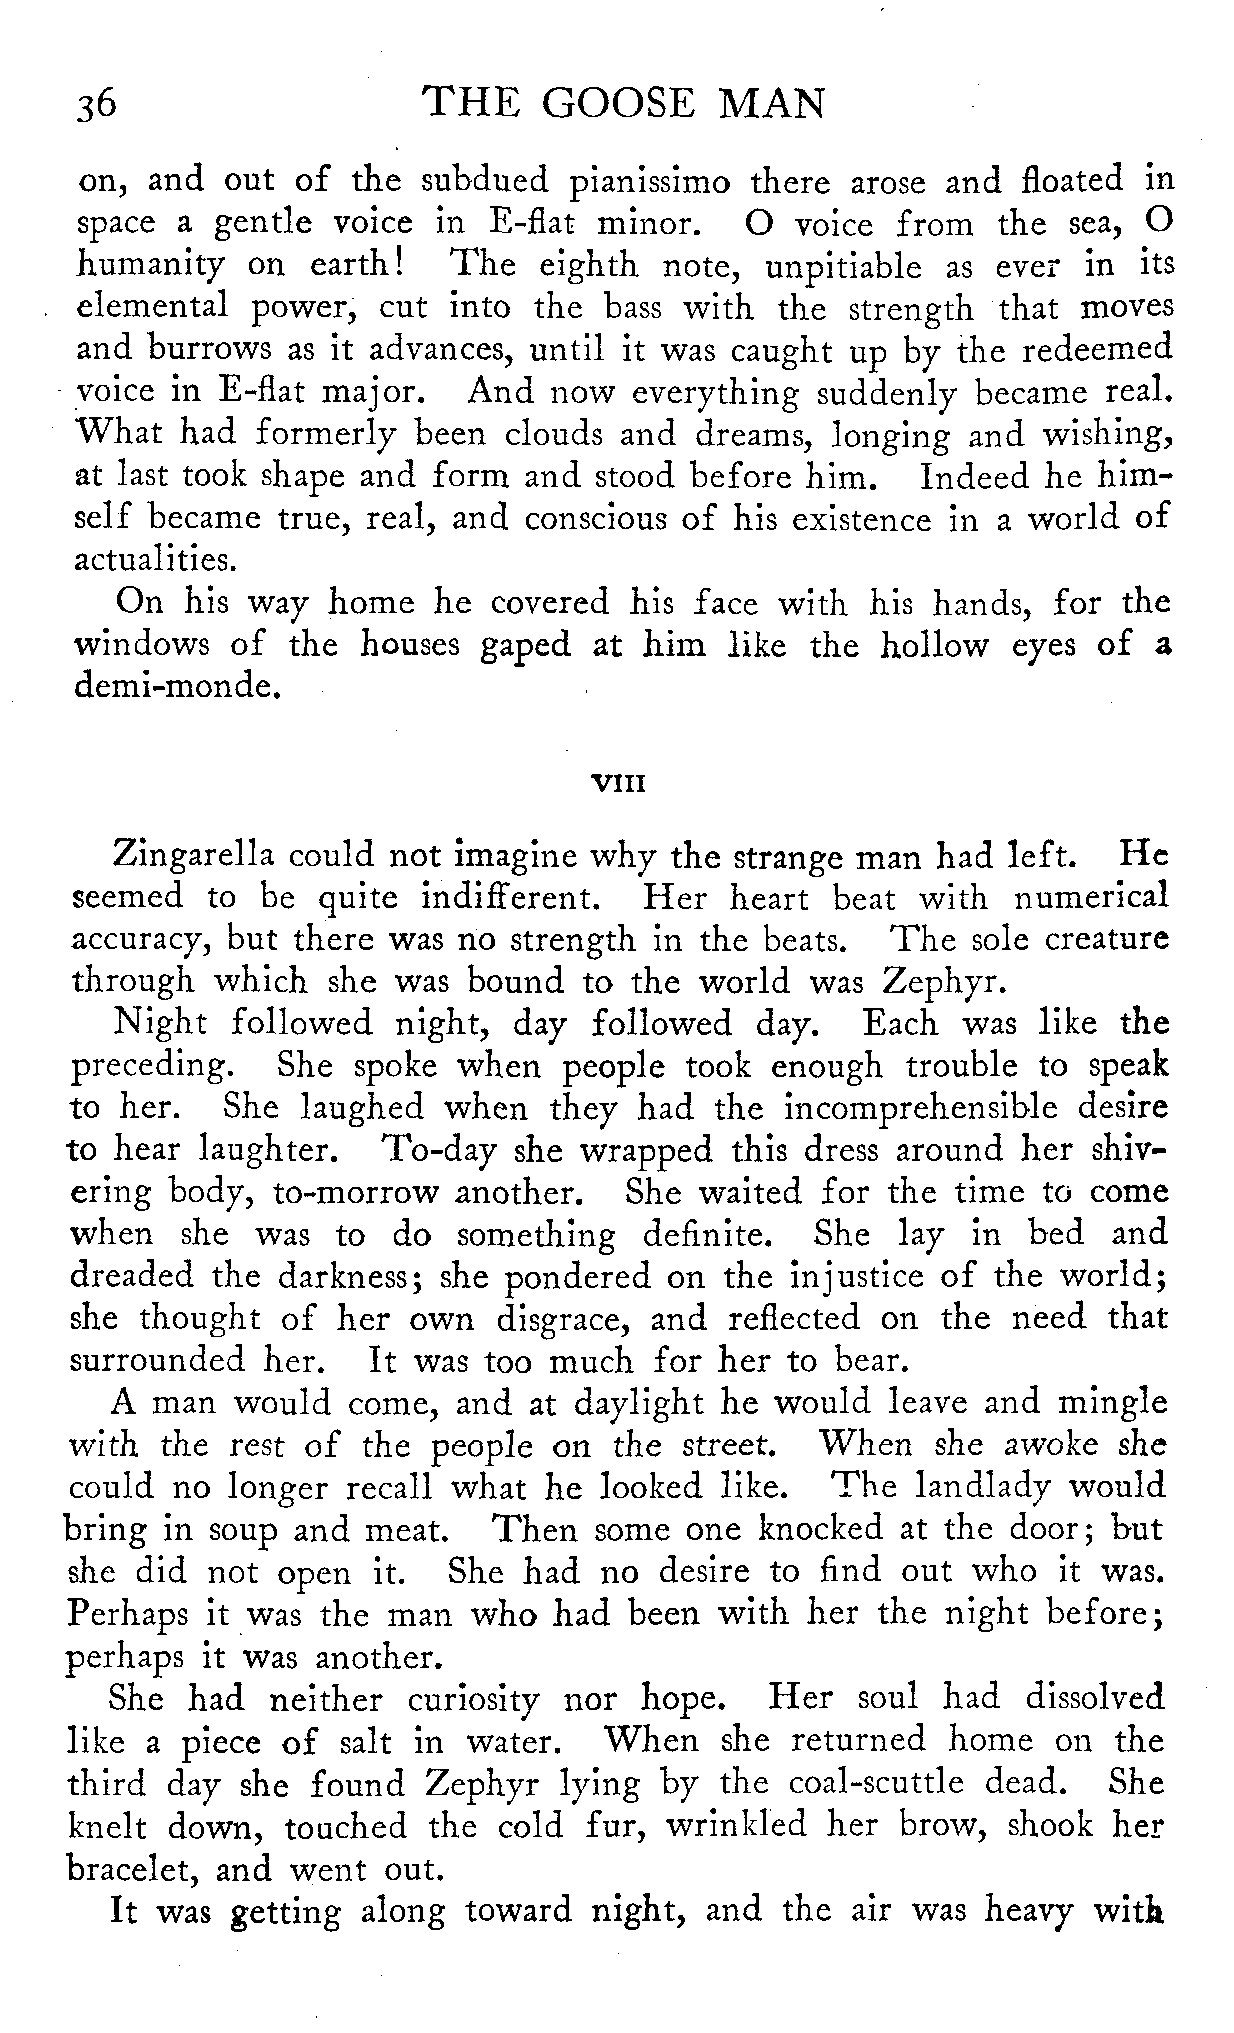 36 THE GOOSE MAN
on, and out of the subdued pianissimo there arose and floated in
space a gentle voice in E-flat minor. O voice from the sea, O
humanity on earth! The eighth note, unpitiable as ever in its
elemental power, cut into the bass with the strength that moves
and burrows as it advances, until it was caught up by the redeemed
voice in E-flat major. And now everything suddenly became real.
What had formerly been clouds and dreams, longing and wishing,
at last took shape and form and stood before him. Indeed he him-
self became true, real, and conscious of his existence in a world of
actualities.
On his way home he covered his face with his hands, for the
windows of the houses gaped at him like the hollow eyes of a
demi-monde.
VIII
Zingarella could not imagine why the strange man had left. He
seemed to be quite indifferent. Her heart beat with numerical
accuracy, but there was no strength in the beats. The sole creature
through which she was bound to the world was Zephyr.
Night followed night, day followed day. Each was like the
preceding. She spoke when people took enough trouble to speak
to her. She laughed when they had the incomprehensible desire
to hear laughter. To-day she wrapped this dress around her shiv-
ering body, to-morrow another. She waited for the time to come
when she was to do something definite. She lay in bed and
dreaded the darkness; she pondered on the injustice of the world;
she thought of her own disgrace, and reflected on the need that
surrounded her. It was too much for her to bear.
A man would come, and at daylight he would leave and mingle
with the rest of the people on the street. When she awoke she
could no longer recall what he looked like. The landlady would
bring in soup and meat. Then some one knocked at the door; but
she did not open it. She had no desire to find out who it was.
Perhaps it was the man who had been with her the night before;
perhaps it was another.
She had neither curiosity nor hope. Her soul had dissolved
like a piece of salt in water. When she returned home on the
third day she found Zephyr lying by the coal-scuttle dead. She
knelt down, touched the cold fur, wrinkled her brow, shook her
bracelet, and went out.
It was getting along toward night, and the air was heavy with